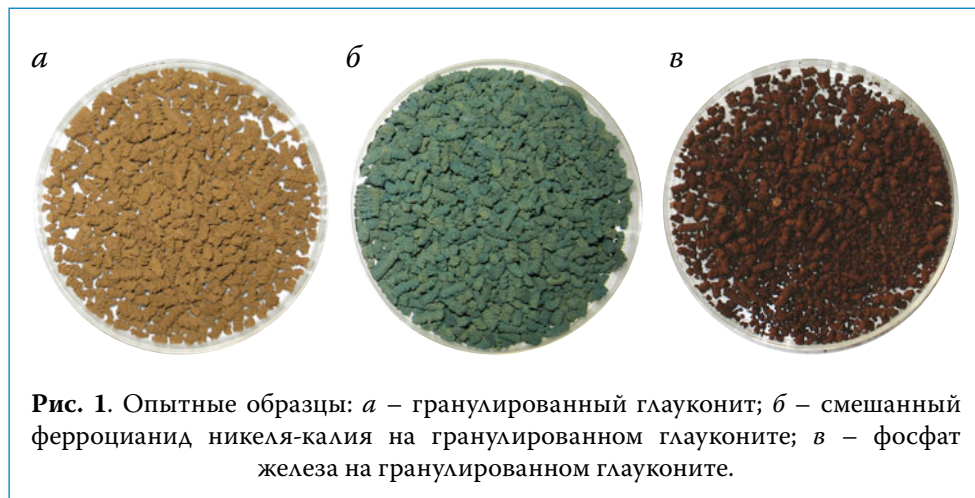 а б в
Рис. 1. Опытные образцы: а – гранулированный глауконит; б – смешанный
ферроцианид никеля-калия на гранулированном глауконите; в – фосфат
железа на гранулированном глауконите.